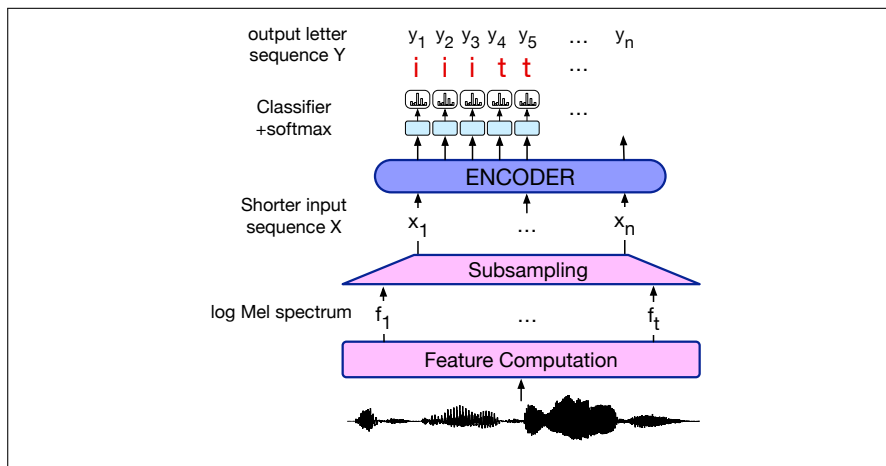 output letter sequence Y
y1 y2 y3 y4 y5 ... yn
i i i t t ...
Classifier +softmax
...
ENCODER
Shorter input sequence X
x1 ... xn
Subsampling
log Mel spectrum
f1 ... ft
Feature Computation